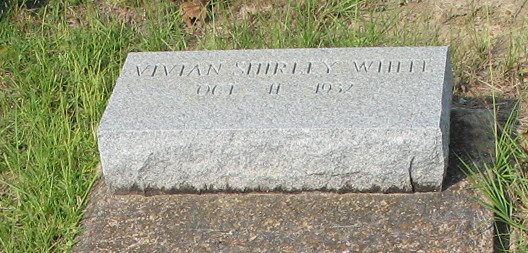 VIVIAN SHIRLEY WHITE
OCT 11 1937